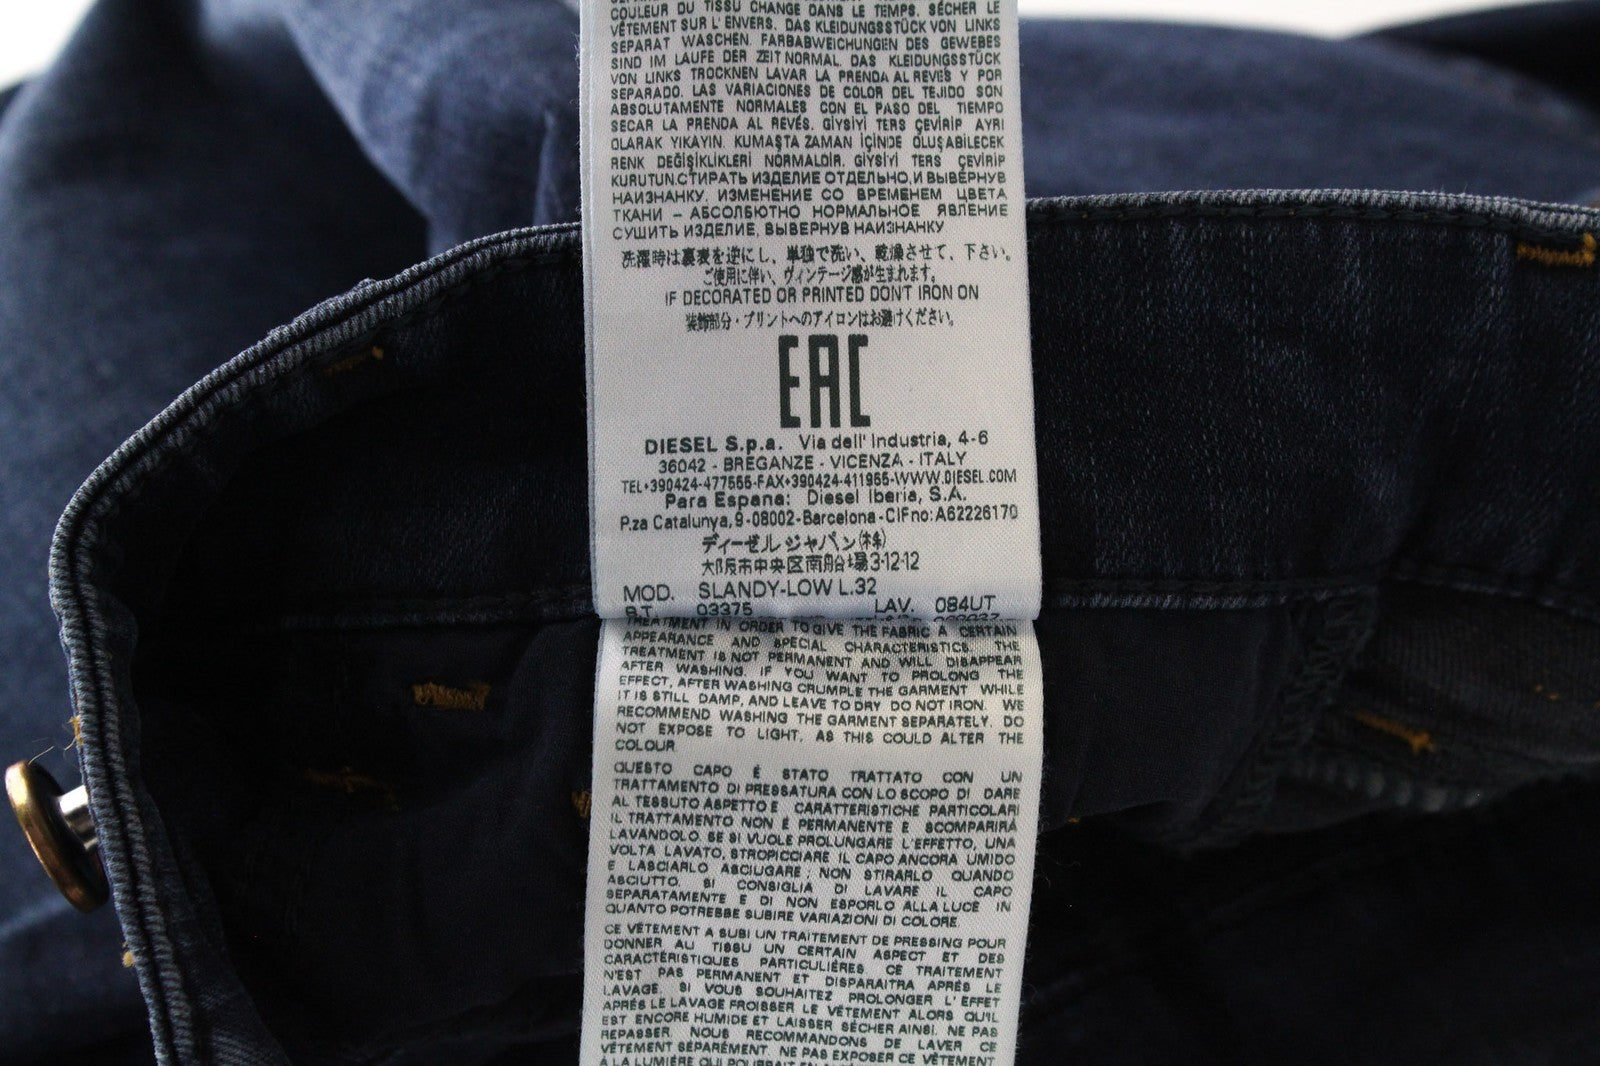 COULEUR DU TISSU CHANGE DANS LE TEMPS. SÉCHER LE
VÊTEMENT SUR L'ENVERS. DAS KLEIDUNGSSTÜCK VON LINKS
SEPARAT WASCHEN. FARBABWEICHUNGEN DES GEWEBES
SIND IM LAUFE DER ZEIT NORMAL. DAS KLEIDUNGSSTÜCK
VON LINKS TROCKNEN LAVAR LA PRENDA AL REVÉS Y POR
SEPARADO. LAS VARIACIONES DE COLOR DEL TEJIDO SON
ABSOLUTAMENTE NORMALES CON EL PASO DEL TIEMPO
SECAR LA PRENDA AL REVÉS. GİYSİYİ TERS ÇEVİRİP AYRI
OLARAK YIKAYIN. KUMAŞTA ZAMAN İÇİNDE OLUŞABİLECEK
RENK DEĞİŞİKLİKLERİ NORMALDİR. GİYSİYİ TERS ÇEVİRİP
KURUTUN.СТИРАТЬ ИЗДЕЛИЕ ОТДЕЛЬНО,И ВЫВЕРНУВ
НАИЗНАНКУ. ИЗМЕНЕНИЕ СО ВРЕМЕНЕМ ЦВЕТА
ТКАНИ – АБСОЛЮТНО НОРМАЛЬНОЕ ЯВЛЕНИЕ
СУШИТЬ ИЗДЕЛИЕ, ВЫВЕРНУВ НАИЗНАНКУ
洗濯時は裏表を逆にし、単独で洗い、乾燥させて、下さい。
ご使用に伴い、ヴィンテージ感が生まれます。
IF DECORATED OR PRINTED DON'T IRON ON
装飾部分・プリントへのアイロンはお避けください。
EAC
DIESEL S.p.a. Via dell' Industria, 4-6
36042 - BREGANZE - VICENZA - ITALY
TEL+390424-477555-FAX+390424-411955-WWW.DIESEL.COM
Para Espana: Diesel Iberia, S.A.
P.za Catalunya,9-08002-Barcelona-CIFno:A62226170
ディーゼルジャパン(株)
大阪市中央区南船場3-12-12
MOD. SLANDY-LOW L.32
S.T. 03375 LAV. 084UT
TREATMENT IN ORDER TO GIVE THE FABRIC A CERTAIN
APPEARANCE AND SPECIAL CHARACTERISTICS. THE
TREATMENT IS NOT PERMANENT AND WILL DISAPPEAR
AFTER WASHING. IF YOU WANT TO PROLONG THE
EFFECT, AFTER WASHING CRUMPLE THE GARMENT WHILE
IT IS STILL DAMP, AND LEAVE TO DRY. DO NOT IRON. WE
RECOMMEND WASHING THE GARMENT SEPARATELY. DO
NOT EXPOSE TO LIGHT, AS THIS COULD ALTER THE
COLOUR
QUESTO CAPO È STATO TRATTATO CON UN
TRATTAMENTO DI PRESSATURA CON LO SCOPO DI DARE
AL TESSUTO ASPETTO E CARATTERISTICHE PARTICOLARI
IL TRATTAMENTO NON È PERMANENTE E SCOMPARIRÀ
LAVANDOLO. SE SI VUOLE PROLUNGARE L'EFFETTO, UNA
VOLTA LAVATO, STROPICCIARE IL CAPO ANCORA UMIDO
E LASCIARLO ASCIUGARE; NON STIRARLO QUANDO
ASCIUTTO. SI CONSIGLIA DI LAVARE IL CAPO
SEPARATAMENTE E DI NON ESPORLO ALLA LUCE IN
QUANTO POTREBBE SUBIRE VARIAZIONI DI COLORE.
CE VÊTEMENT A SUBI UN TRAITEMENT DE PRESSING POUR
DONNER AU TISSU UN CERTAIN ASPECT ET DES
CARACTÉRISTIQUES PARTICULIÈRES. CE TRAITEMENT
N'EST PAS PERMANENT ET DISPARAITRA APRÈS LE
LAVAGE. SI VOUS SOUHAITEZ PROLONGER L'EFFET
APRÈS LE LAVAGE FROISSER LE VÊTEMENT ALORS QU'IL
EST ENCORE HUMIDE ET LAISSER SÉCHER AINSI. NE PAS
REPASSER. NOUS RECOMMANDONS DE LAVER CE
VÊTEMENT SÉPARÉMENT. NE PAS EXPOSER CE VÊTEMENT
À LA LUMIÈRE QUI POURRAIT EN